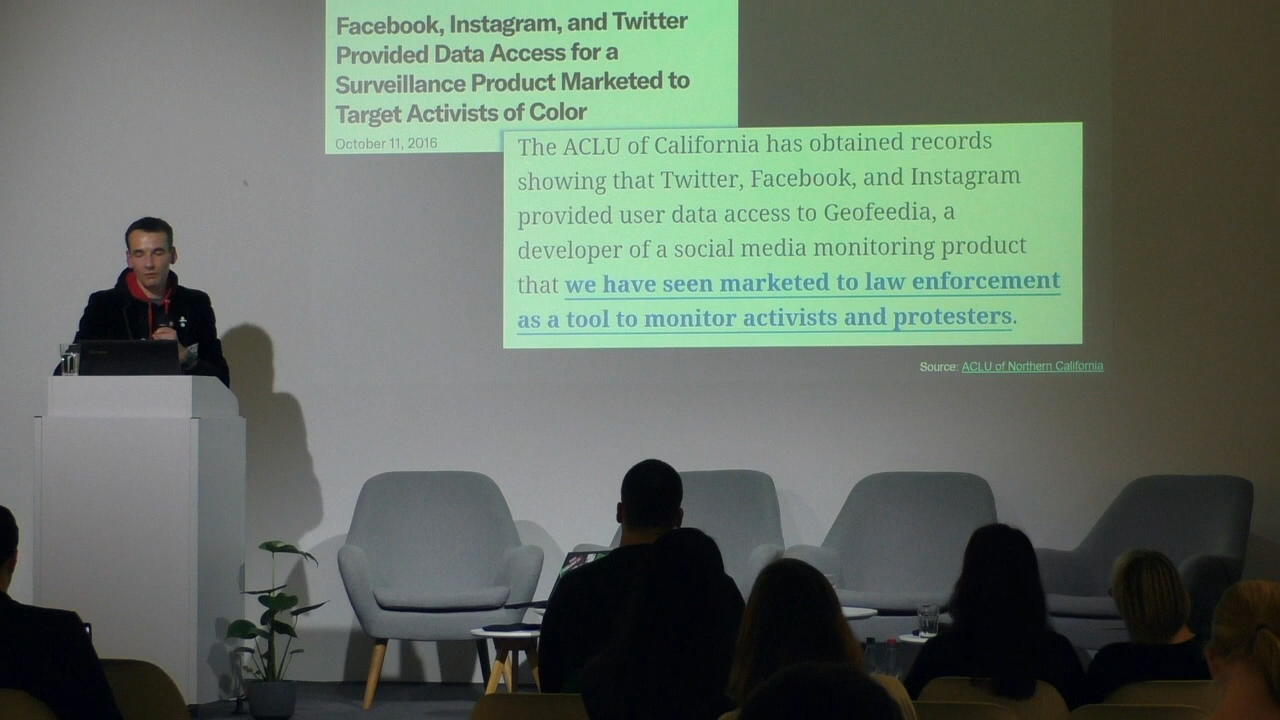 Facebook, Instagram, and Twitter
Provided Data Access for a
Surveillance Product Marketed to
Target Activists of Color
October 11, 2016
The ACLU of California has obtained records
showing that Twitter, Facebook, and Instagram
provided user data access to Geofeedia, a
developer of a social media monitoring product
that we have seen marketed to law enforcement
as a tool to monitor activists and protesters.
Source: ACLU of Northern California